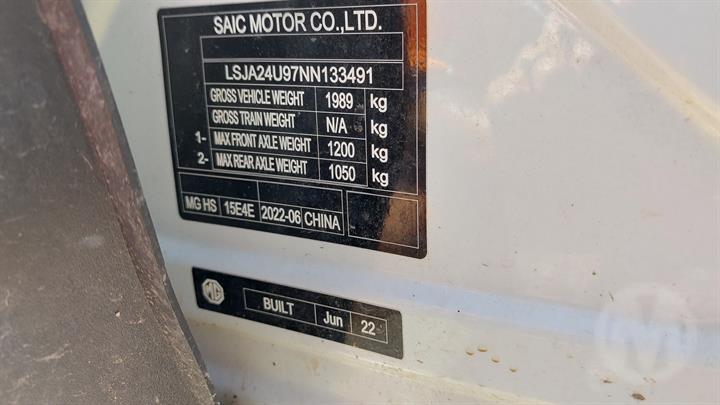 SAIC MOTOR CO.,LTD.
LSJA24U97NN133491
GROSS VEHICLE WEIGHT 1989 kg
GROSS TRAIN WEIGHT N/A kg
1- MAX FRONT AXLE WEIGHT 1200 kg
2- MAX REAR AXLE WEIGHT 1050 kg
MG HS 15E4E 2022-06 CHINA
MG BUILT Jun 22
M